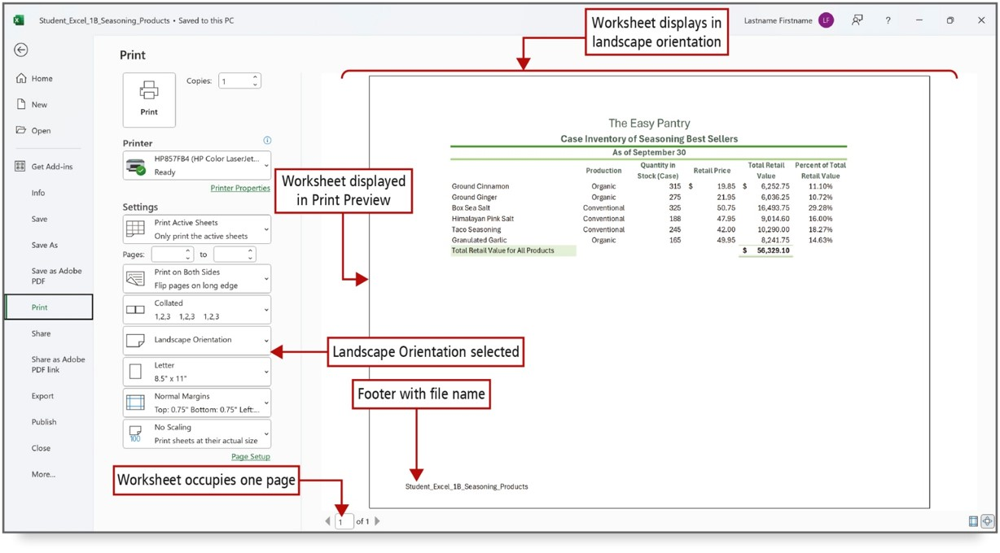 Student_Excel_1B_Seasoning_Products • Saved to this PC
Lastname Firstname LF
?
Worksheet displays in
landscape orientation
Home
New
Open
Get Add-ins
Info
Save
Save As
Save as Adobe
PDF
Print
Share
Share as Adobe
PDF link
Export
Publish
Close
More...
Print
Print
Copies: 1
Printer
HP857FB4 (HP Color LaserJet...
Ready
Printer Properties
Settings
Print Active Sheets
Only print the active sheets
Pages: to
Print on Both Sides
Flip pages on long edge
Collated
1,2,3 1,2,3 1,2,3
Landscape Orientation
Letter
8.5" x 11"
Normal Margins
Top: 0.75" Bottom: 0.75" Left:...
No Scaling
Print sheets at their actual size
100
Page Setup
Worksheet displayed
in Print Preview
Landscape Orientation selected
Footer with file name
Worksheet occupies one page
The Easy Pantry
Case Inventory of Seasoning Best Sellers
As of September 30
Production Quantity in Stock (Case) Retail Price Total Retail Value Percent of Total Retail Value
Ground Cinnamon Organic 315 $ 19.85 $ 6,252.75 11.10%
Ground Ginger Organic 275 21.95 6,036.25 10.72%
Box Sea Salt Conventional 325 50.75 16,493.75 29.28%
Himalayan Pink Salt Conventional 188 47.95 9,014.60 16.00%
Taco Seasoning Conventional 245 42.00 10,290.00 18.27%
Granulated Garlic Organic 165 49.95 8,241.75 14.63%
Total Retail Value for All Products $ 56,329.10
Student_Excel_1B_Seasoning_Products
1 of 1